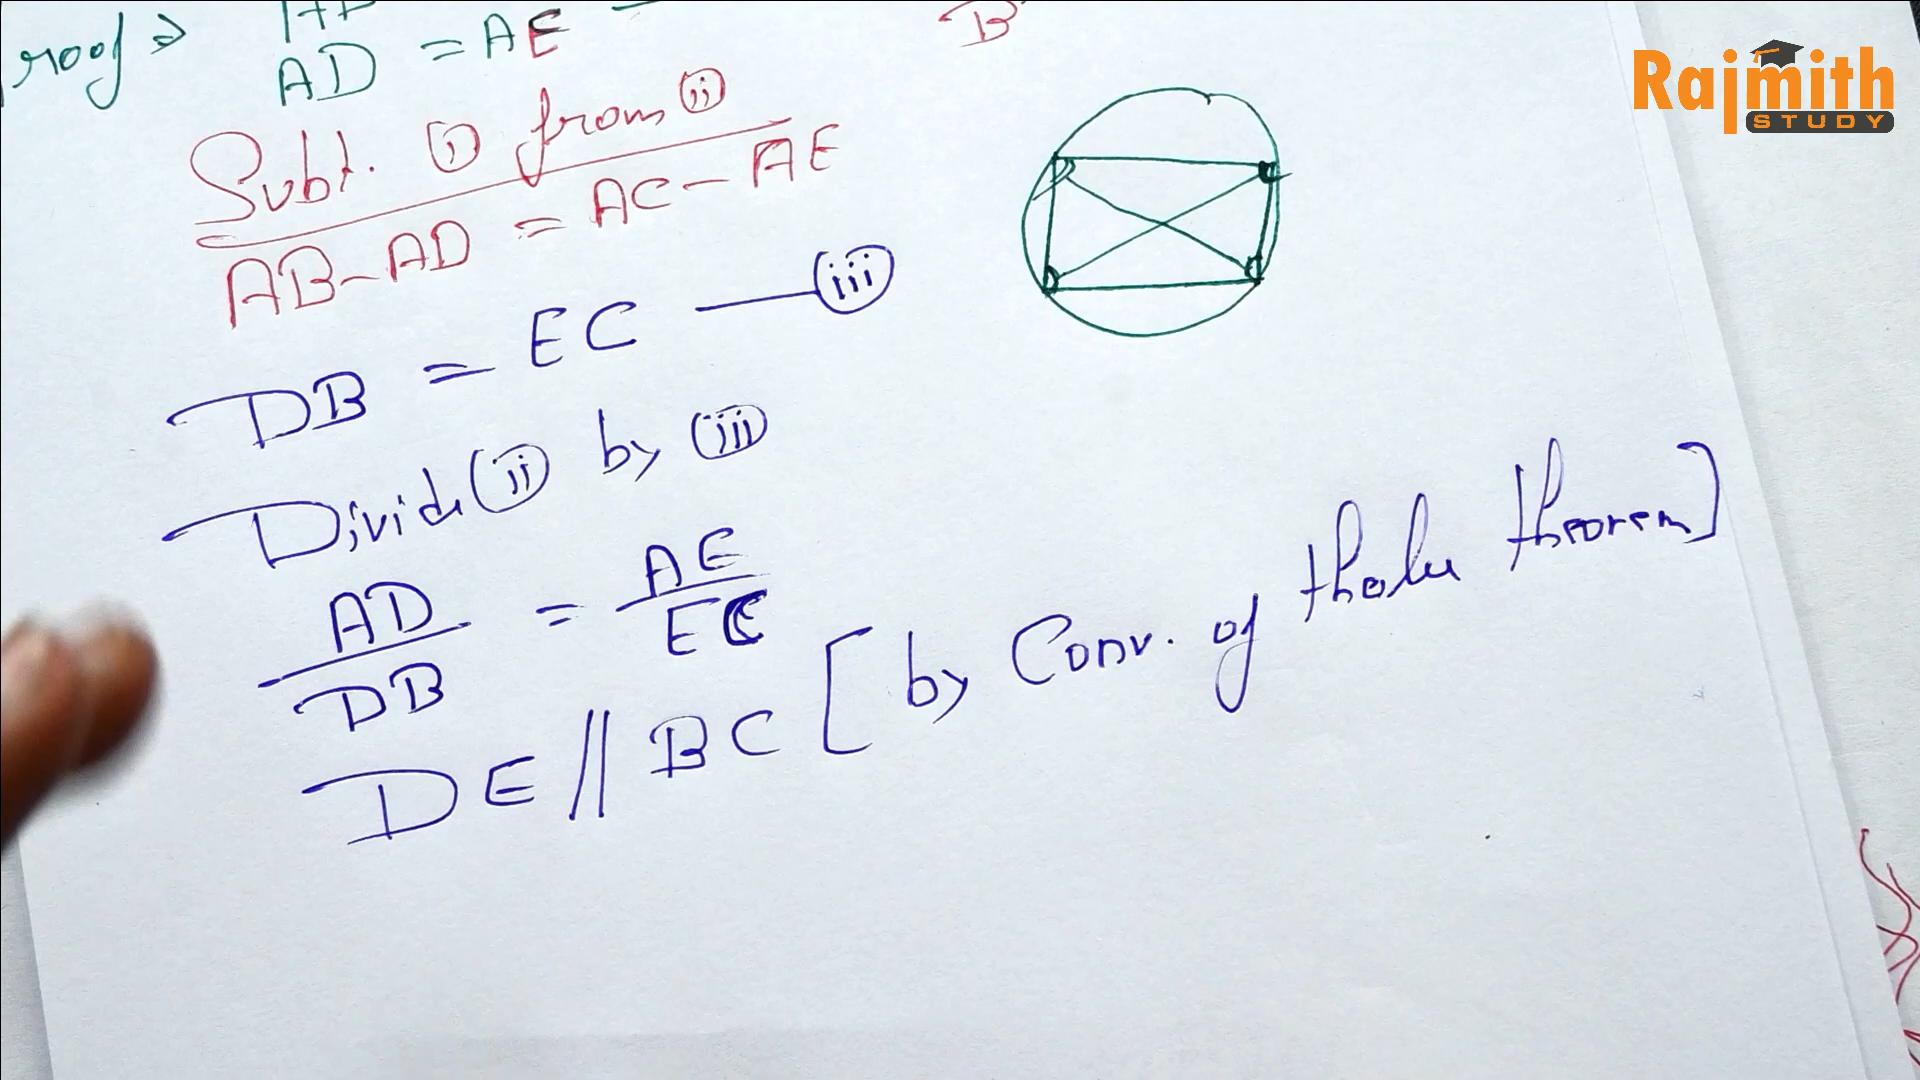 roof ⇒
AD = AE
B
Rajmith
STUDY
Subt. (i) from (ii)
AB - AD = AC - AE
DB = EC — (iii)
Divide (ii) by (iii)
AD/DB = AE/EC
DE || BC [by Conv. of thales theorem]